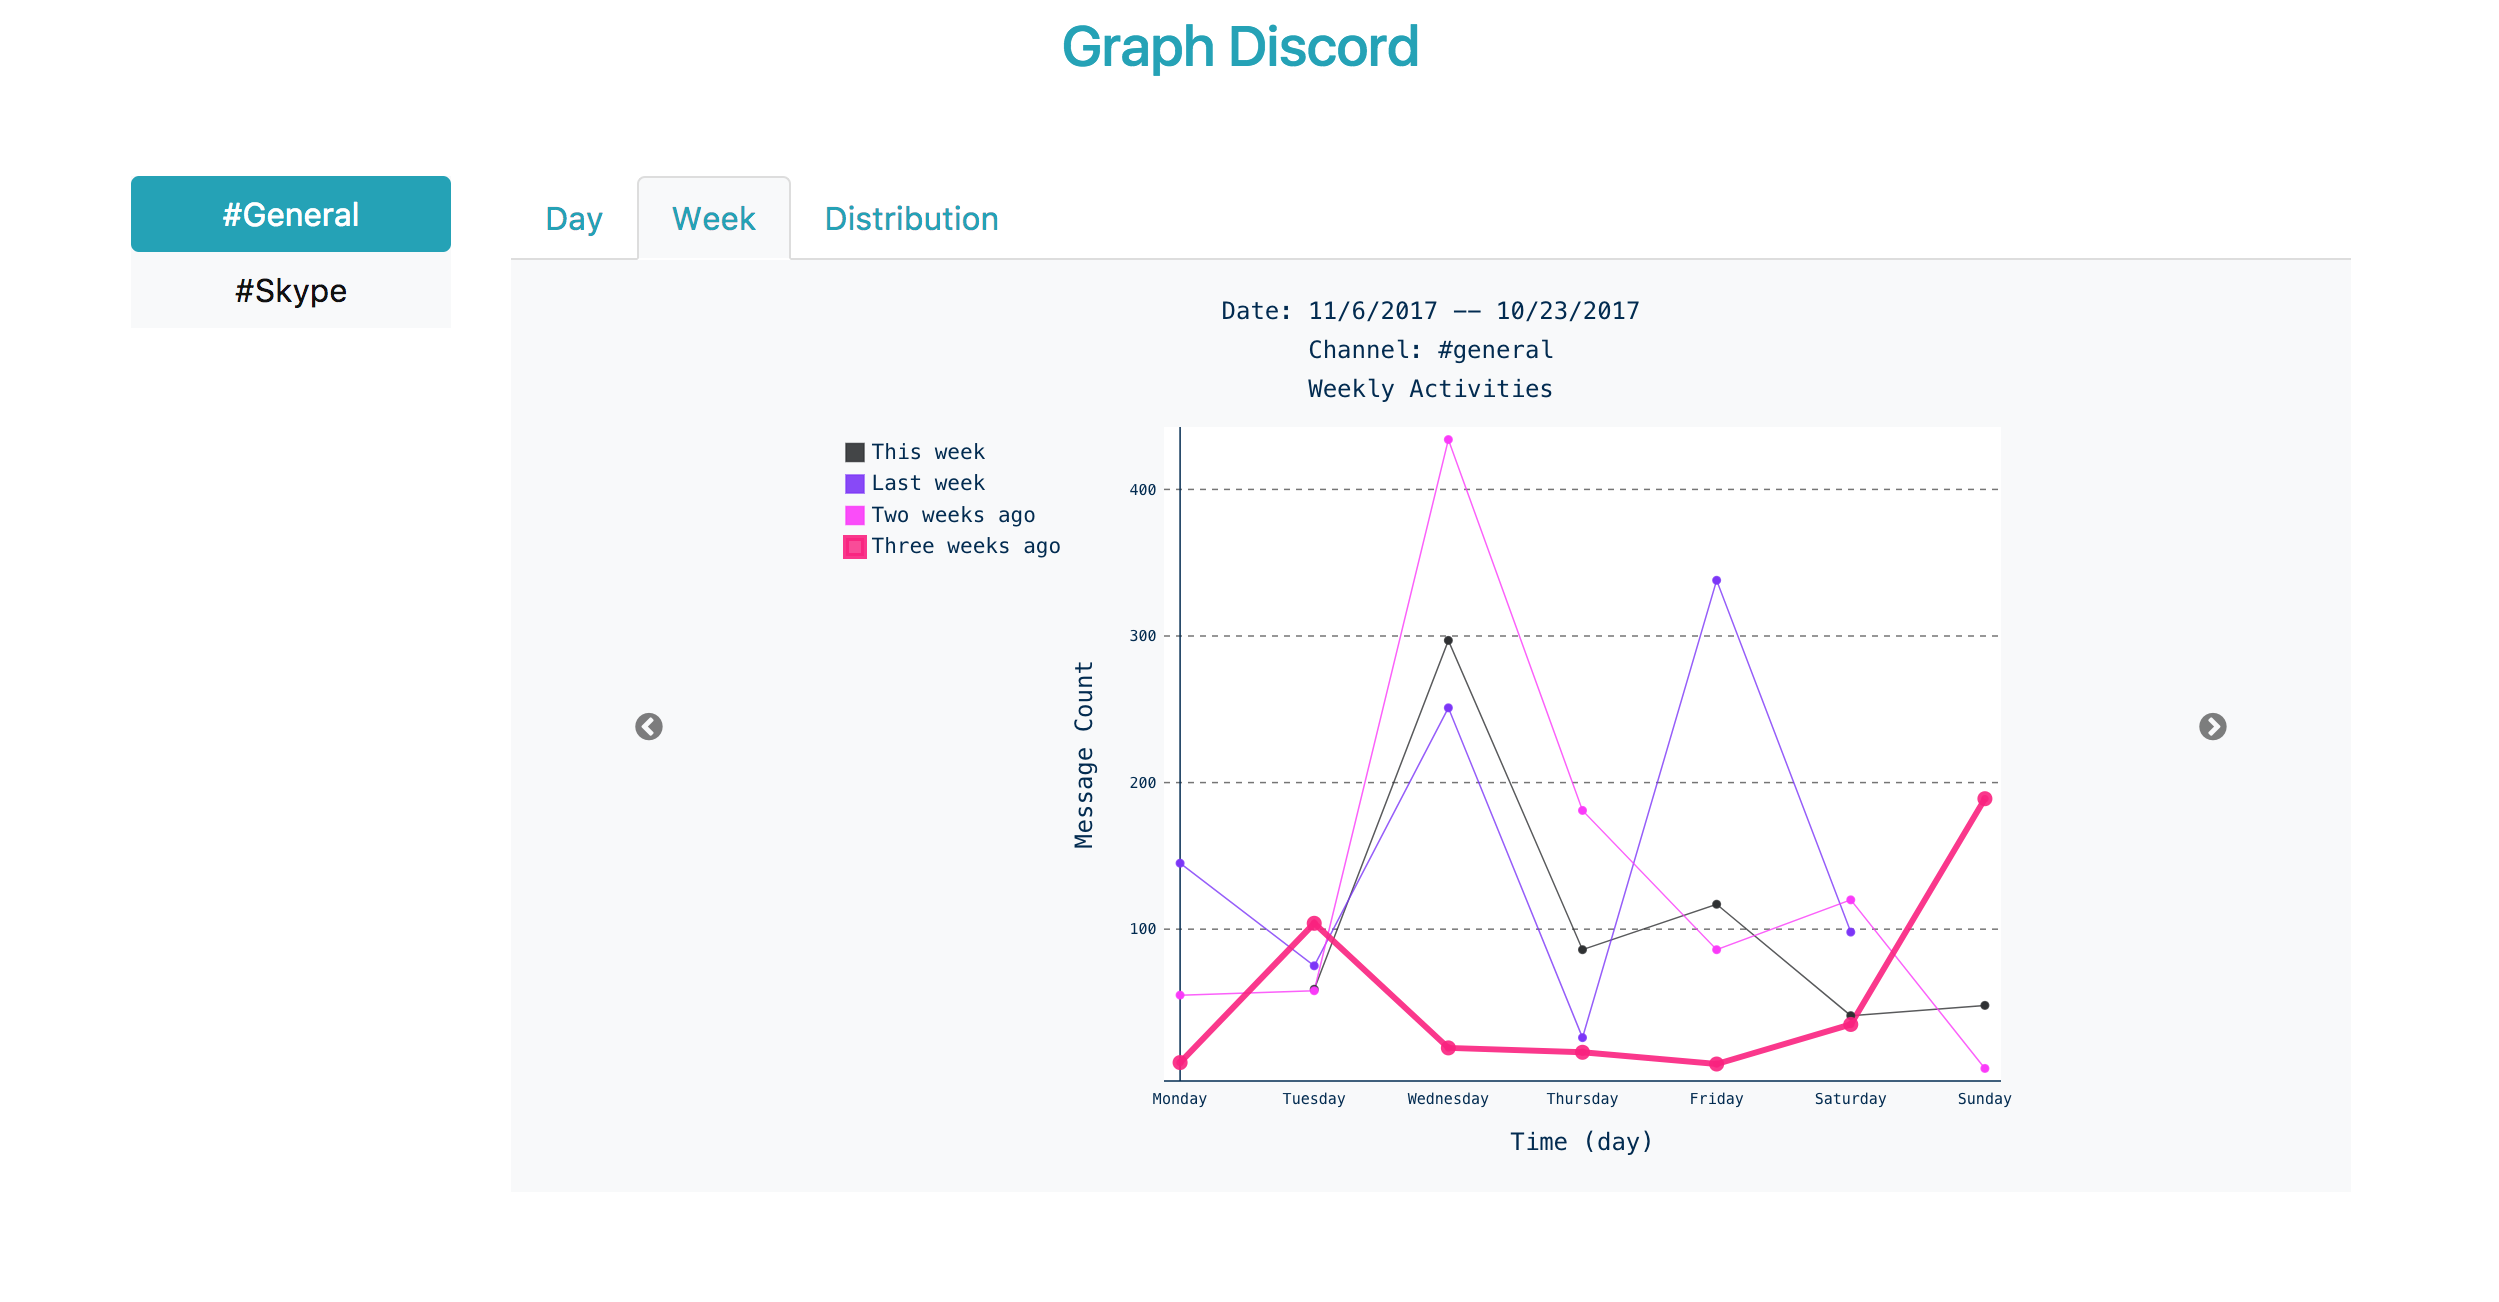 Graph Discord
#General
#Skype
Day
Week
Distribution
Date: 11/6/2017 —— 10/23/2017
Channel: #general
Weekly Activities
This week
Last week
Two weeks ago
Three weeks ago
Message Count
400
300
200
100
Monday
Tuesday
Wednesday
Thursday
Friday
Saturday
Sunday
Time (day)